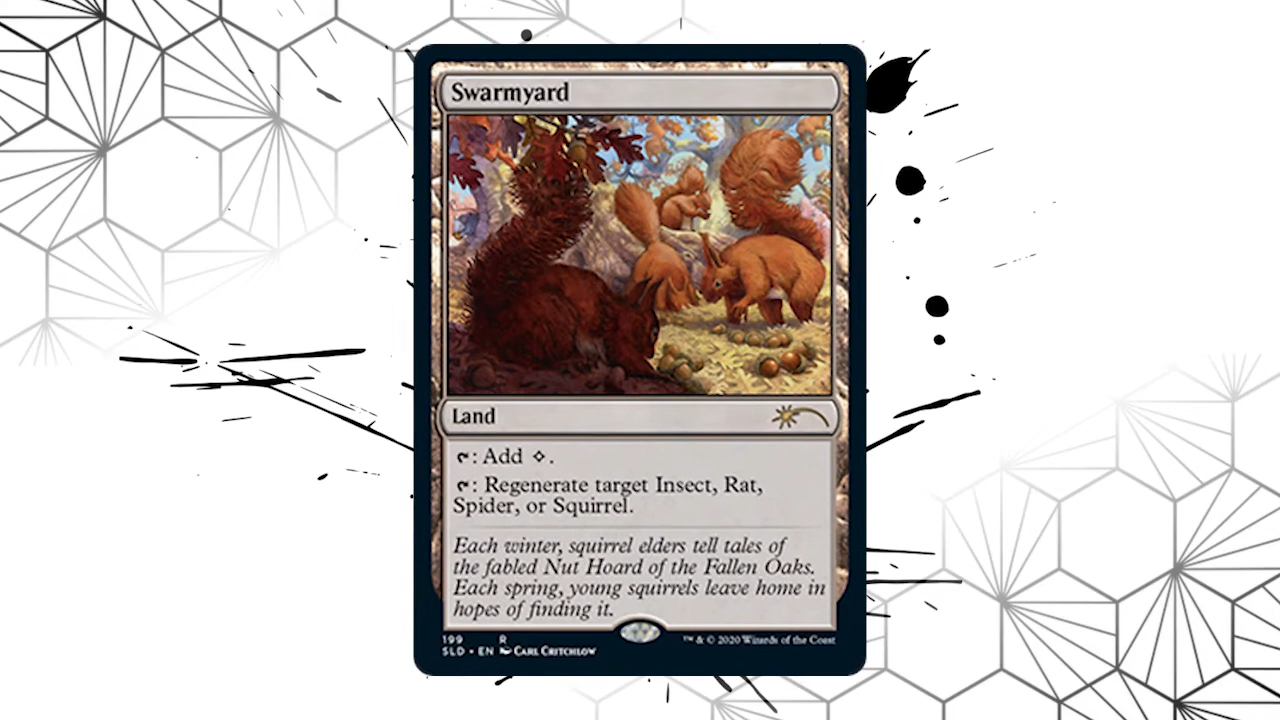 Swarmyard
Land
: Add .
: Regenerate target Insect, Rat,
Spider, or Squirrel.
Each winter, squirrel elders tell tales of
the fabled Nut Hoard of the Fallen Oaks.
Each spring, young squirrels leave home in
hopes of finding it.
199 R
SLD • EN CARL CRITCHLOW
™ & © 2020 Wizards of the Coast